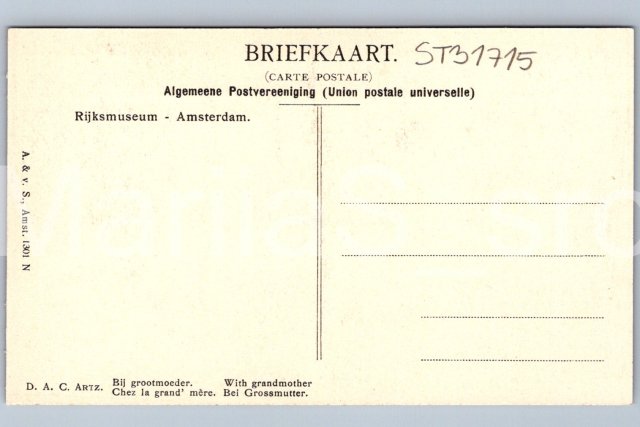 BRIEFKAART. STB1715
(CARTE POSTALE)
Algemeene Postvereeniging (Union postale universelle)
Rijksmuseum - Amsterdam.
A. & v. S., Amst. 1301 N
D. A. C. ARTZ. Bij grootmoeder. With grandmother
Chez la grand' mère. Bei Grossmutter.